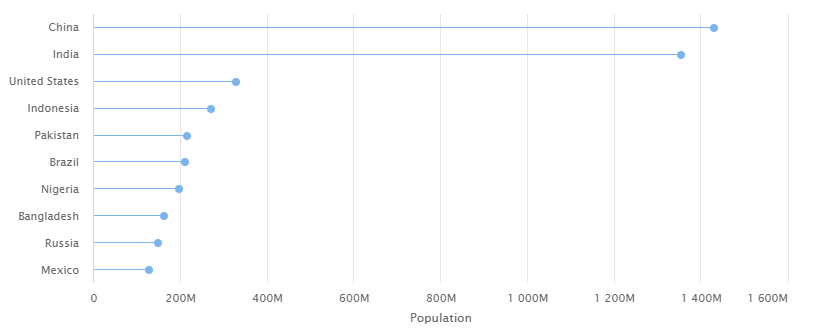 China
India
United States
Indonesia
Pakistan
Brazil
Nigeria
Bangladesh
Russia
Mexico
0 200M 400M 600M 800M 1 000M 1 200M 1 400M 1 600M
Population